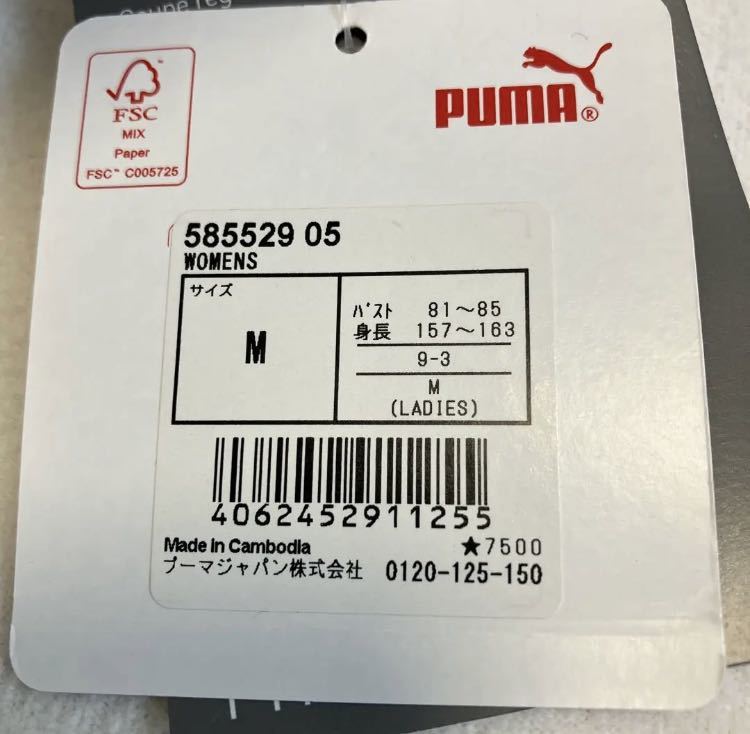 Coupe Leg
FSC
MIX
Paper
FSC™ C005725
PUMA®
585529 05
WOMENS
サイズ
M
バスト 81〜85
身長 157〜163
9-3
M
(LADIES)
4062452911255
Made in Cambodia
★7500
プーマジャパン株式会社 0120-125-150